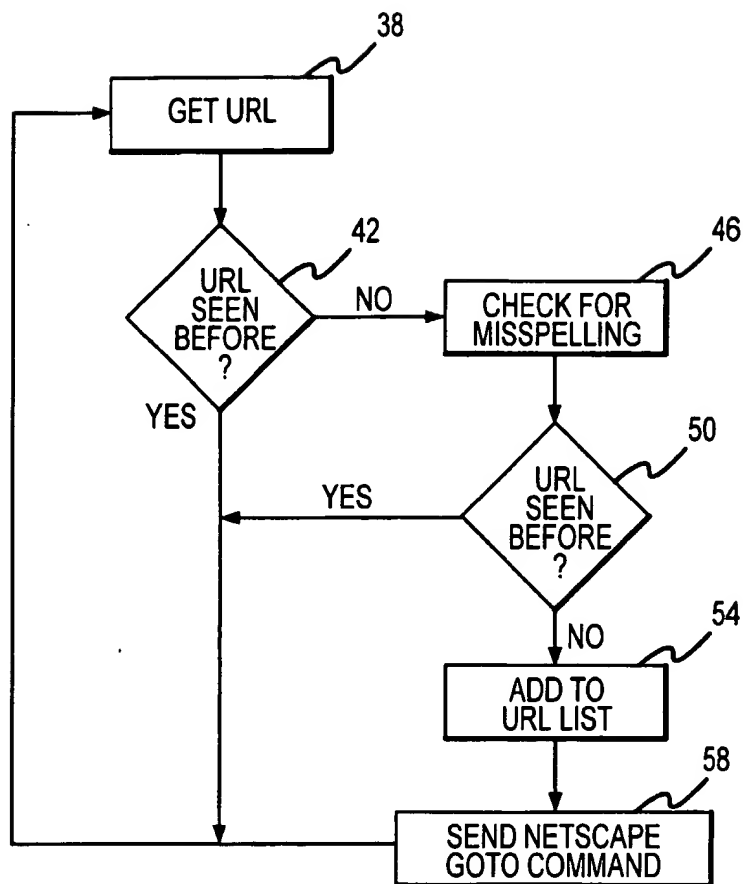 38
GET URL
42
URL
SEEN
BEFORE
?
NO
YES
46
CHECK FOR
MISSPELLING
50
URL
SEEN
BEFORE
?
YES
NO
54
ADD TO
URL LIST
58
SEND NETSCAPE
GOTO COMMAND